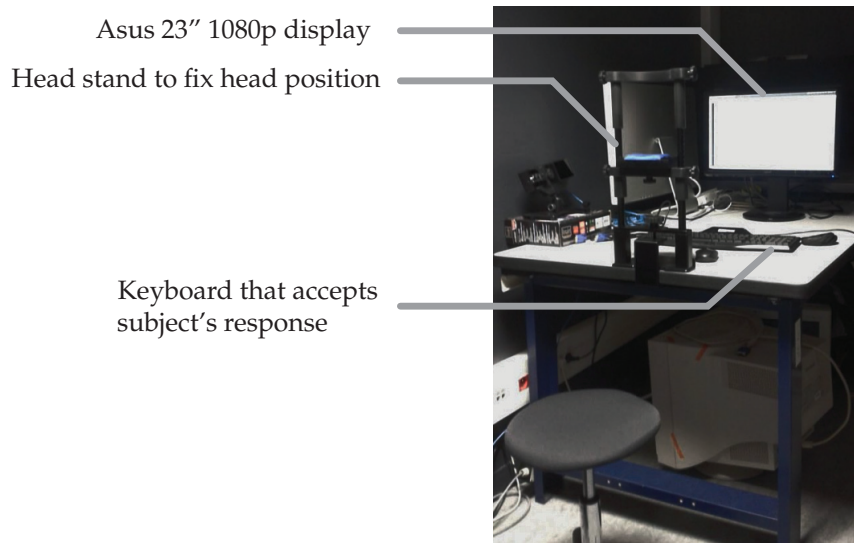 Asus 23” 1080p display
Head stand to fix head position
Keyboard that accepts
subject’s response